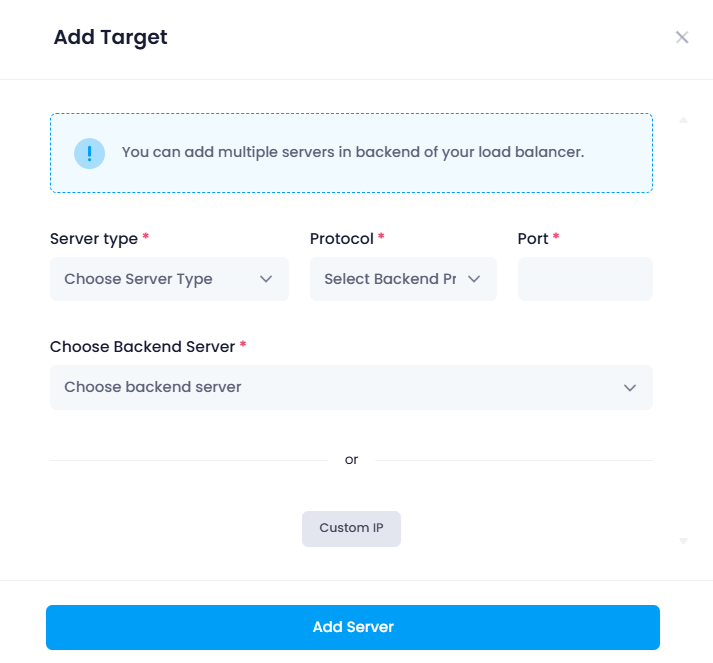 Add Target
You can add multiple servers in backend of your load balancer.
Server type * Protocol * Port *
Choose Server Type Select Backend Pr
Choose Backend Server *
Choose backend server
or
Custom IP
Add Server